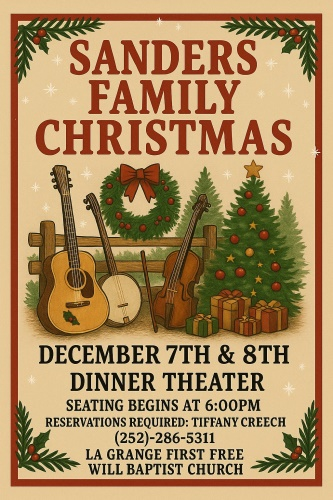 SANDERS
FAMILY
CHRISTMAS
DECEMBER 7TH & 8TH
DINNER THEATER
SEATING BEGINS AT 6:00PM
RESERVATIONS REQUIRED: TIFFANY CREECH
(252)-286-5311
LA GRANGE FIRST FREE
WILL BAPTIST CHURCH